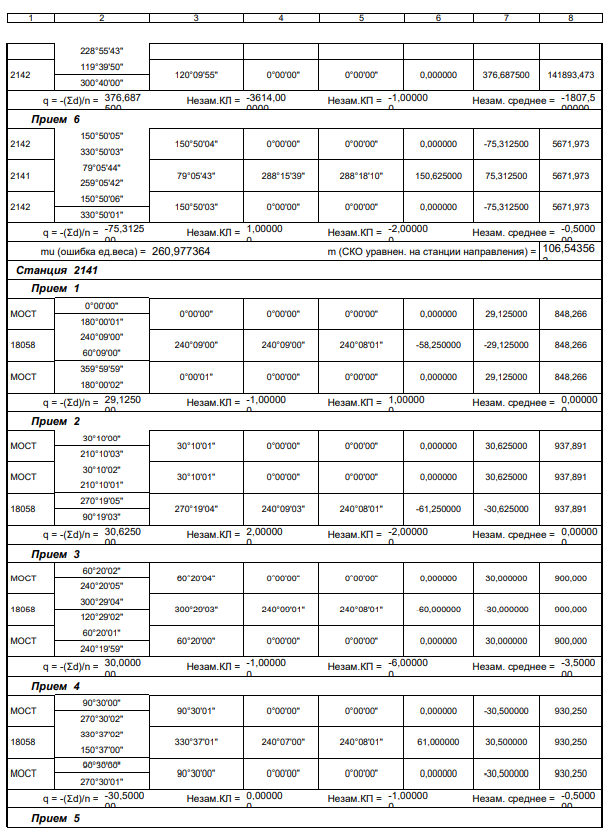 1 2 3 4 5 6 7 8
228°55'43"
2142 119°39'50" 120°09'55" 0°00'00" 0°00'00" 0,000000 376,687500 141893,473
300°40'00"
q = -(Σd)/n = 376,687500 Незам.КЛ = -3614,000000 Незам.КП = -1,000000 Незам. среднее = -1807,500000
Прием 6
2142 150°50'05" 150°50'04" 0°00'00" 0°00'00" 0,000000 -75,312500 5671,973
330°50'03"
2141 79°05'44" 79°05'43" 288°15'39" 288°18'10" 150,625000 75,312500 5671,973
259°05'42"
2142 150°50'06" 150°50'03" 0°00'00" 0°00'00" 0,000000 -75,312500 5671,973
330°50'01"
q = -(Σd)/n = -75,312500 Незам.КЛ = 1,000000 Незам.КП = -2,000000 Незам. среднее = -0,500000
mu (ошибка ед.веса) = 260,977364 m (СКО уравнен. на станции направления) = 106,54356
Станция 2141
Прием 1
МОСТ 0°00'00" 0°00'00" 0°00'00" 0°00'00" 0,000000 29,125000 848,266
180°00'01"
18058 240°09'00" 240°09'00" 240°09'00" 240°08'01" -58,250000 -29,125000 848,266
60°09'00"
МОСТ 359°59'59" 0°00'01" 0°00'00" 0°00'00" 0,000000 29,125000 848,266
180°00'02"
q = -(Σd)/n = 29,125000 Незам.КЛ = -1,000000 Незам.КП = 1,000000 Незам. среднее = 0,000000
Прием 2
МОСТ 30°10'00" 30°10'01" 0°00'00" 0°00'00" 0,000000 30,625000 937,891
210°10'03"
МОСТ 30°10'02" 30°10'01" 0°00'00" 0°00'00" 0,000000 30,625000 937,891
210°10'01"
18058 270°19'05" 270°19'04" 240°09'03" 240°08'01" -61,250000 -30,625000 937,891
90°19'03"
q = -(Σd)/n = 30,625000 Незам.КЛ = 2,000000 Незам.КП = -2,000000 Незам. среднее = 0,000000
Прием 3
МОСТ 60°20'02" 60°20'04" 0°00'00" 0°00'00" 0,000000 30,000000 900,000
240°20'05"
18058 300°29'04" 300°29'03" 240°09'01" 240°08'01" -60,000000 -30,000000 900,000
120°29'02"
МОСТ 60°20'01" 60°20'00" 0°00'00" 0°00'00" 0,000000 30,000000 900,000
240°19'59"
q = -(Σd)/n = 30,000000 Незам.КЛ = -1,000000 Незам.КП = -6,000000 Незам. среднее = -3,500000
Прием 4
МОСТ 90°30'00" 90°30'01" 0°00'00" 0°00'00" 0,000000 -30,500000 930,250
270°30'02"
18058 330°37'02" 330°37'01" 240°07'00" 240°08'01" 61,000000 30,500000 930,250
150°37'00"
МОСТ 90°30'00" 90°30'00" 0°00'00" 0°00'00" 0,000000 -30,500000 930,250
270°30'01"
q = -(Σd)/n = -30,500000 Незам.КЛ = 0,000000 Незам.КП = -1,000000 Незам. среднее = -0,500000
Прием 5